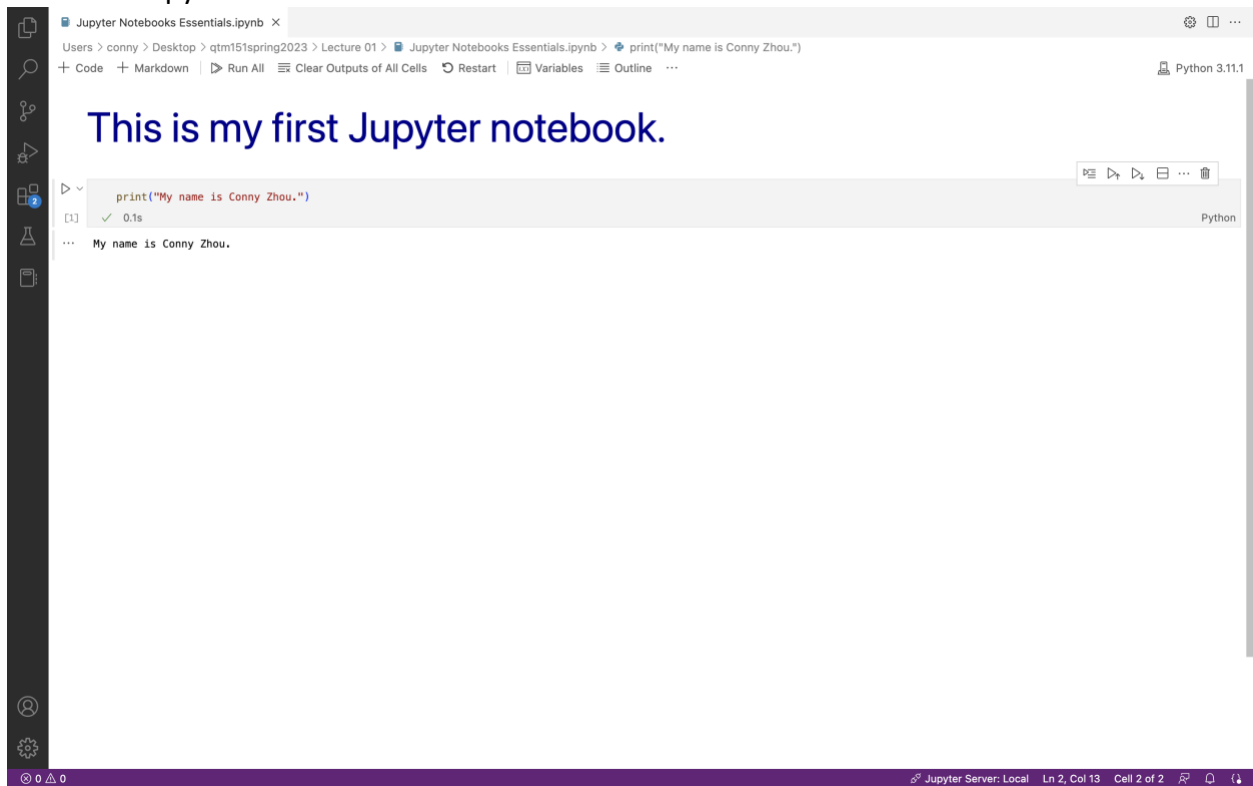 Jupyter Notebooks Essentials.ipynb
Users > conny > Desktop > qtm151spring2023 > Lecture 01 > Jupyter Notebooks Essentials.ipynb > print("My name is Conny Zhou.")
+ Code + Markdown Run All Clear Outputs of All Cells Restart Variables Outline ··· Python 3.11.1
This is my first Jupyter notebook.
print("My name is Conny Zhou.")
[1] ✓ 0.1s Python
··· My name is Conny Zhou.
2
0 0 Jupyter Server: Local Ln 2, Col 13 Cell 2 of 2